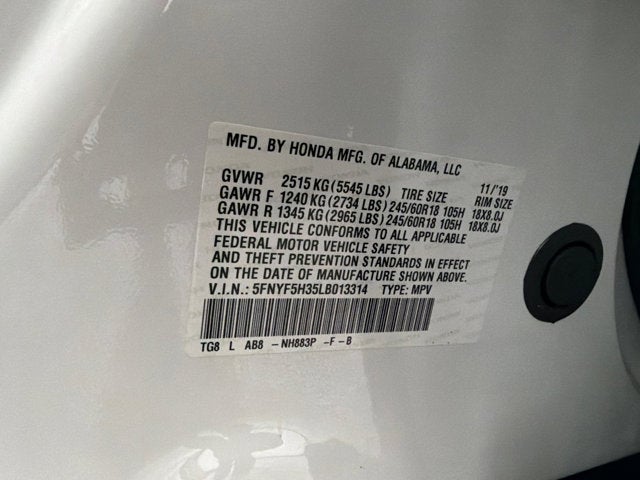 MFD. BY HONDA MFG. OF ALABAMA, LLC
GVWR 2515 KG (5545 LBS) TIRE SIZE 11/'19 RIM SIZE
GAWR F 1240 KG (2734 LBS) 245/60R18 105H 18X8.0J
GAWR R 1345 KG (2965 LBS) 245/60R18 105H 18X8.0J
THIS VEHICLE CONFORMS TO ALL APPLICABLE
FEDERAL MOTOR VEHICLE SAFETY
AND THEFT PREVENTION STANDARDS IN EFFECT
ON THE DATE OF MANUFACTURE SHOWN ABOVE.
V.I.N.: 5FNYF5H35LB013314 TYPE: MPV
TG8 L AB8 -NH883P -F-B